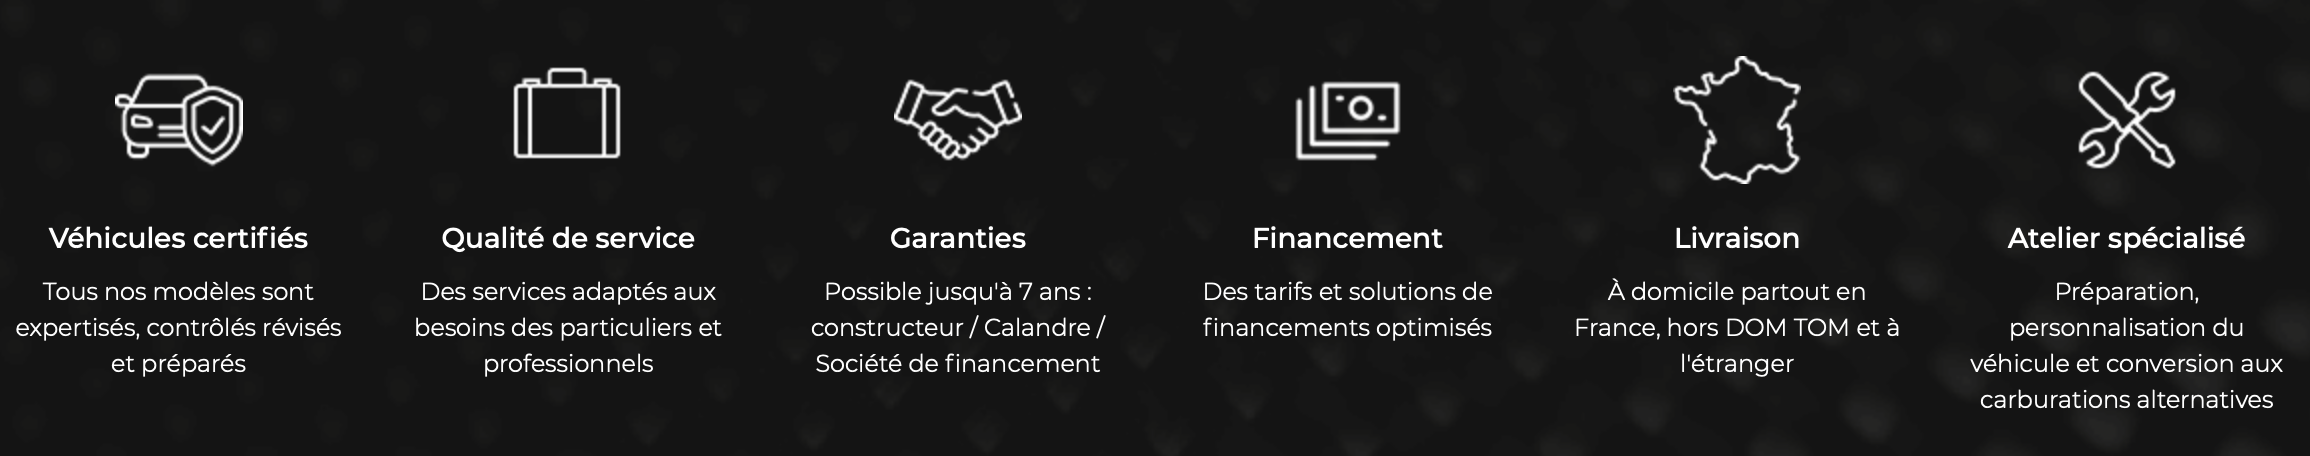 Véhicules certifiés
Tous nos modèles sont
expertisés, contrôlés révisés
et préparés
Qualité de service
Des services adaptés aux
besoins des particuliers et
professionnels
Garanties
Possible jusqu'à 7 ans :
constructeur / Calandre /
Société de financement
Financement
Des tarifs et solutions de
financements optimisés
Livraison
À domicile partout en
France, hors DOM TOM et à
l'étranger
Atelier spécialisé
Préparation,
personnalisation du
véhicule et conversion aux
carburations alternatives